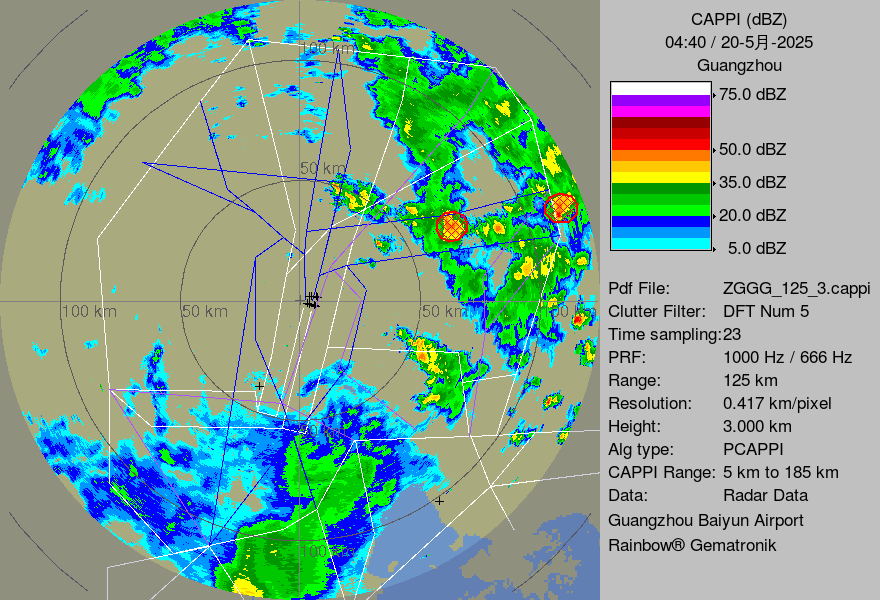 CAPPI (dBZ)
04:40 / 20-5月-2025
Guangzhou
75.0 dBZ
50.0 dBZ
35.0 dBZ
20.0 dBZ
5.0 dBZ
Pdf File: ZGGG_125_3.cappi
Clutter Filter: DFT Num 5
Time sampling:23
PRF: 1000 Hz / 666 Hz
Range: 125 km
Resolution: 0.417 km/pixel
Height: 3.000 km
Alg type: PCAPPI
CAPPI Range: 5 km to 185 km
Data: Radar Data
Guangzhou Baiyun Airport
Rainbow® Gematronik
100 km
50 km
100 km 50 km 50 km 100 km
50 km
100 km